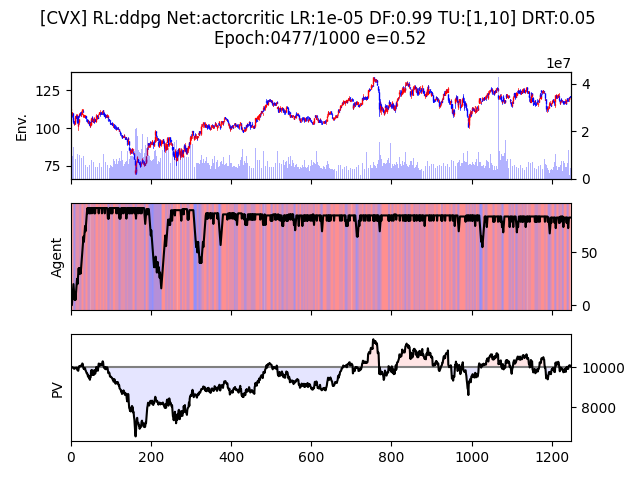 [CVX] RL:ddpg Net:actorcritic LR:1e-05 DF:0.99 TU:[1,10] DRT:0.05
Epoch:0477/1000 e=0.52
1e7
125
100
75
Env.
4
2
0
Agent
50
0
PV
10000
8000
0 200 400 600 800 1000 1200